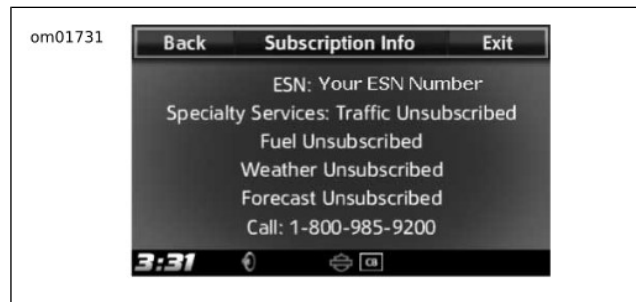 om01731
Back Subscription Info Exit
ESN: Your ESN Number
Specialty Services: Traffic Unsubscribed
Fuel Unsubscribed
Weather Unsubscribed
Forecast Unsubscribed
Call: 1-800-985-9200
3:31 CB